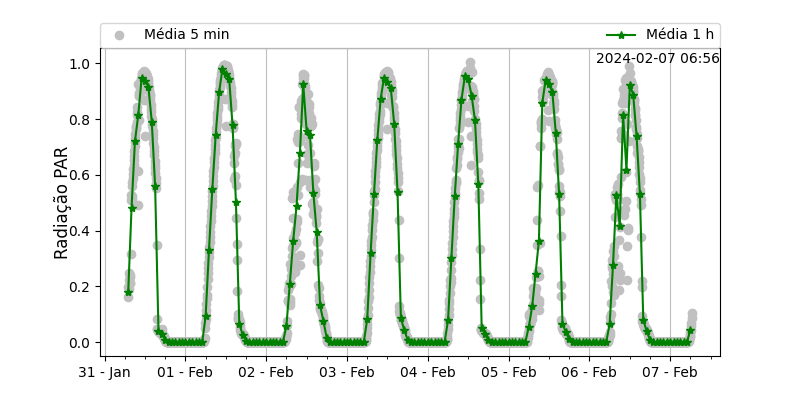 Média 5 min
Média 1 h
2024-02-07 06:56
Radiação PAR
1.0
0.8
0.6
0.4
0.2
0.0
31 - Jan
01 - Feb
02 - Feb
03 - Feb
04 - Feb
05 - Feb
06 - Feb
07 - Feb